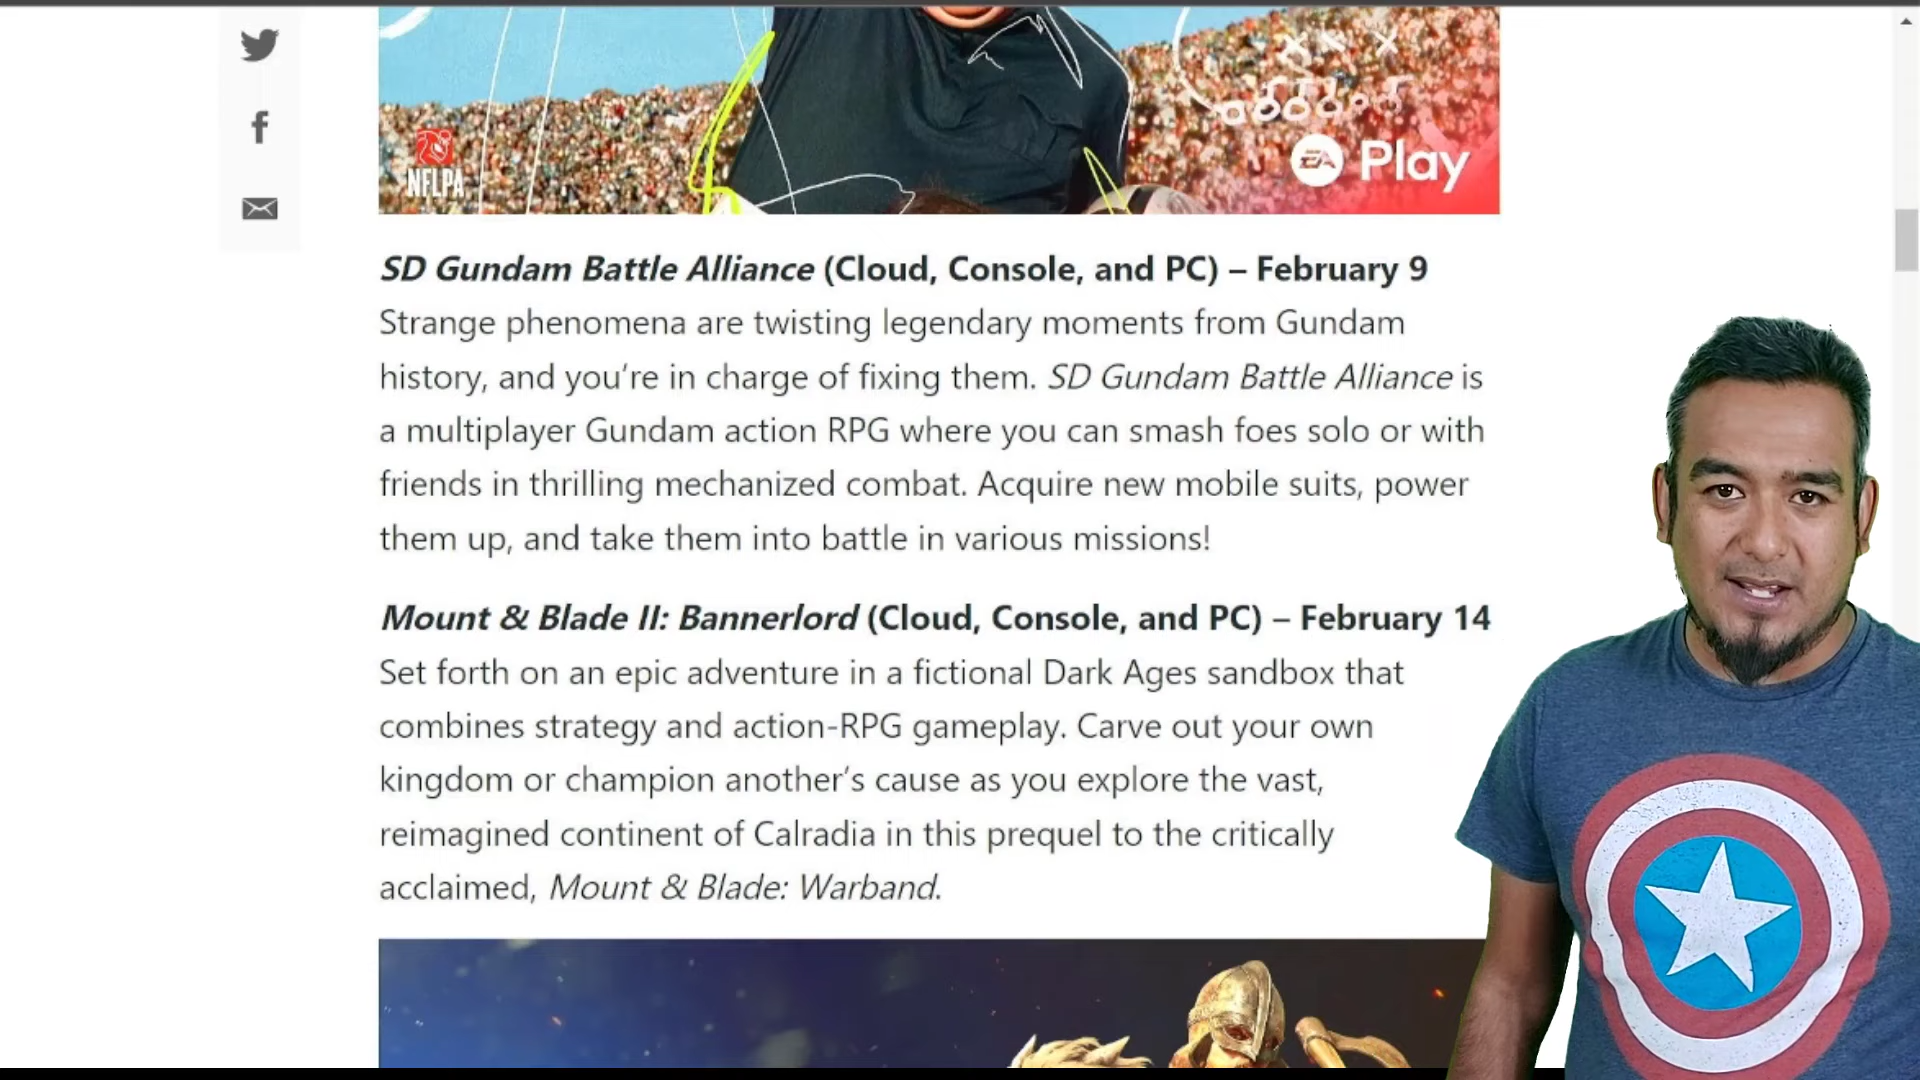 NFLPA
EA Play
SD Gundam Battle Alliance (Cloud, Console, and PC) – February 9
Strange phenomena are twisting legendary moments from Gundam
history, and you’re in charge of fixing them. SD Gundam Battle Alliance is
a multiplayer Gundam action RPG where you can smash foes solo or with
friends in thrilling mechanized combat. Acquire new mobile suits, power
them up, and take them into battle in various missions!
Mount & Blade II: Bannerlord (Cloud, Console, and PC) – February 14
Set forth on an epic adventure in a fictional Dark Ages sandbox that
combines strategy and action-RPG gameplay. Carve out your own
kingdom or champion another’s cause as you explore the vast,
reimagined continent of Calradia in this prequel to the critically
acclaimed, Mount & Blade: Warband.